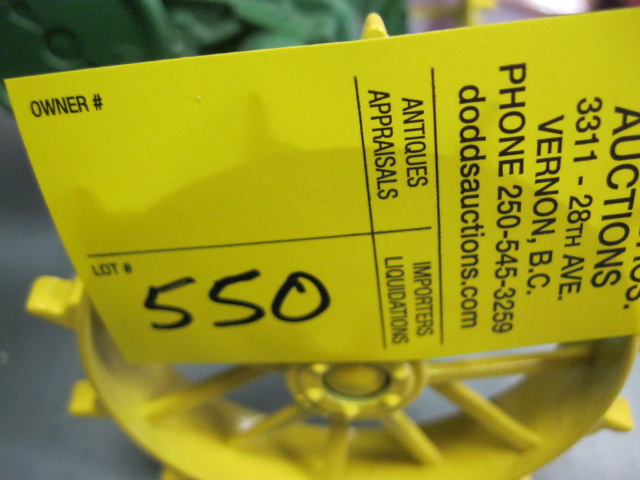 AUCTIONS
3311 - 28TH AVE.
VERNON, B.C.
PHONE 250-545-3259
doddsauctions.com
ANTIQUES
APPRAISALS
IMPORTERS
LIQUIDATIONS
OWNER #
LOT #
550